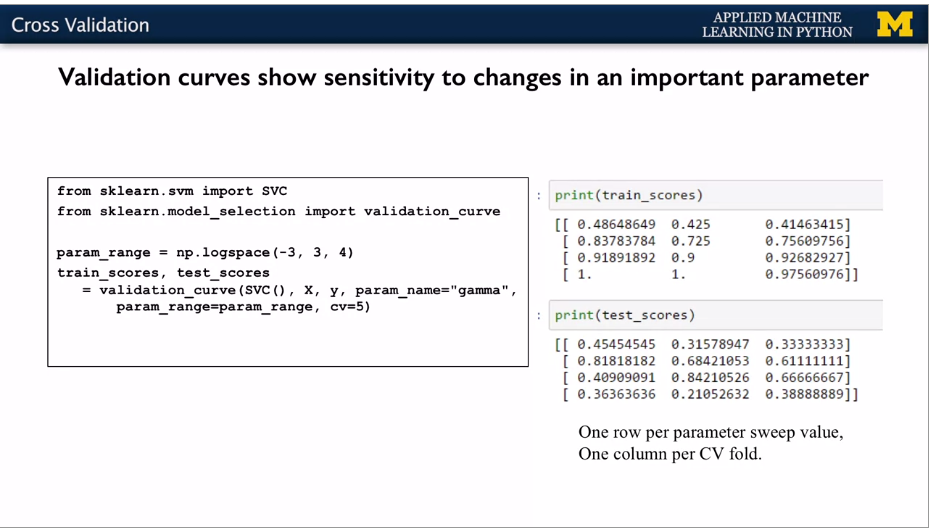 Cross Validation
APPLIED MACHINE
LEARNING IN PYTHON
M
Validation curves show sensitivity to changes in an important parameter
from sklearn.svm import SVC
from sklearn.model_selection import validation_curve
param_range = np.logspace(-3, 3, 4)
train_scores, test_scores
= validation_curve(SVC(), X, y, param_name="gamma",
param_range=param_range, cv=5)
: print(train_scores)
[[ 0.48648649 0.425 0.41463415]
[ 0.83783784 0.725 0.75609756]
[ 0.91891892 0.9 0.92682927]
[ 1. 1. 0.97560976]]
: print(test_scores)
[[ 0.45454545 0.31578947 0.33333333]
[ 0.81818182 0.68421053 0.61111111]
[ 0.40909091 0.84210526 0.66666667]
[ 0.36363636 0.21052632 0.38888889]]
One row per parameter sweep value,
One column per CV fold.